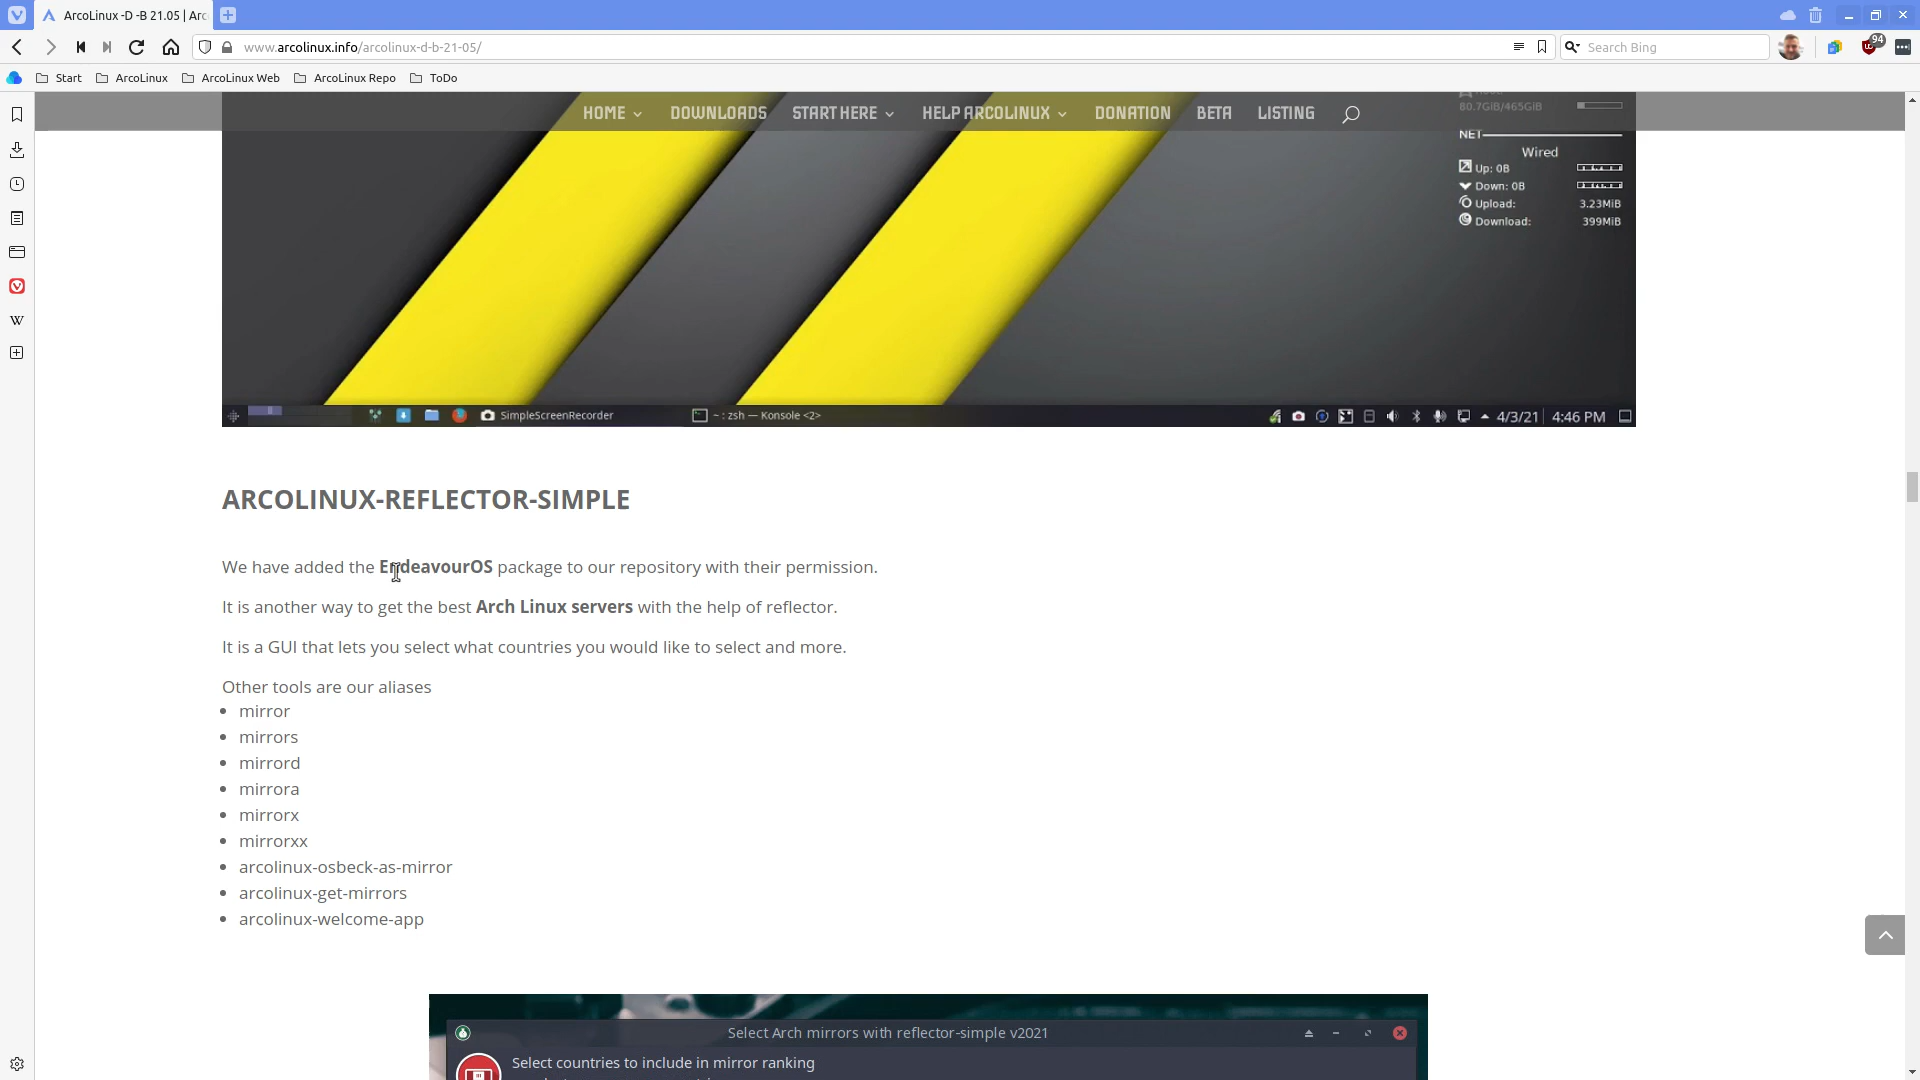 ArcoLinux -D -B 21.05 | Arc
www.arcolinux.info/arcolinux-d-b-21-05/
Search Bing
94
Start ArcoLinux ArcoLinux Web ArcoLinux Repo ToDo
HOME DOWNLOADS START HERE HELP ARCOLINUX DONATION BETA LISTING
80.7GiB/465GiB
NET
Wired
Up: 0B
Down: 0B
Upload: 3.23MiB
Download: 399MiB
SimpleScreenRecorder ~ : zsh — Konsole <2> 4/3/21 4:46 PM
ARCOLINUX-REFLECTOR-SIMPLE
We have added the EndeavourOS package to our repository with their permission.
It is another way to get the best Arch Linux servers with the help of reflector.
It is a GUI that lets you select what countries you would like to select and more.
Other tools are our aliases
mirror
mirrors
mirrord
mirrora
mirrorx
mirrorxx
arcolinux-osbeck-as-mirror
arcolinux-get-mirrors
arcolinux-welcome-app
Select Arch mirrors with reflector-simple v2021
Select countries to include in mirror ranking